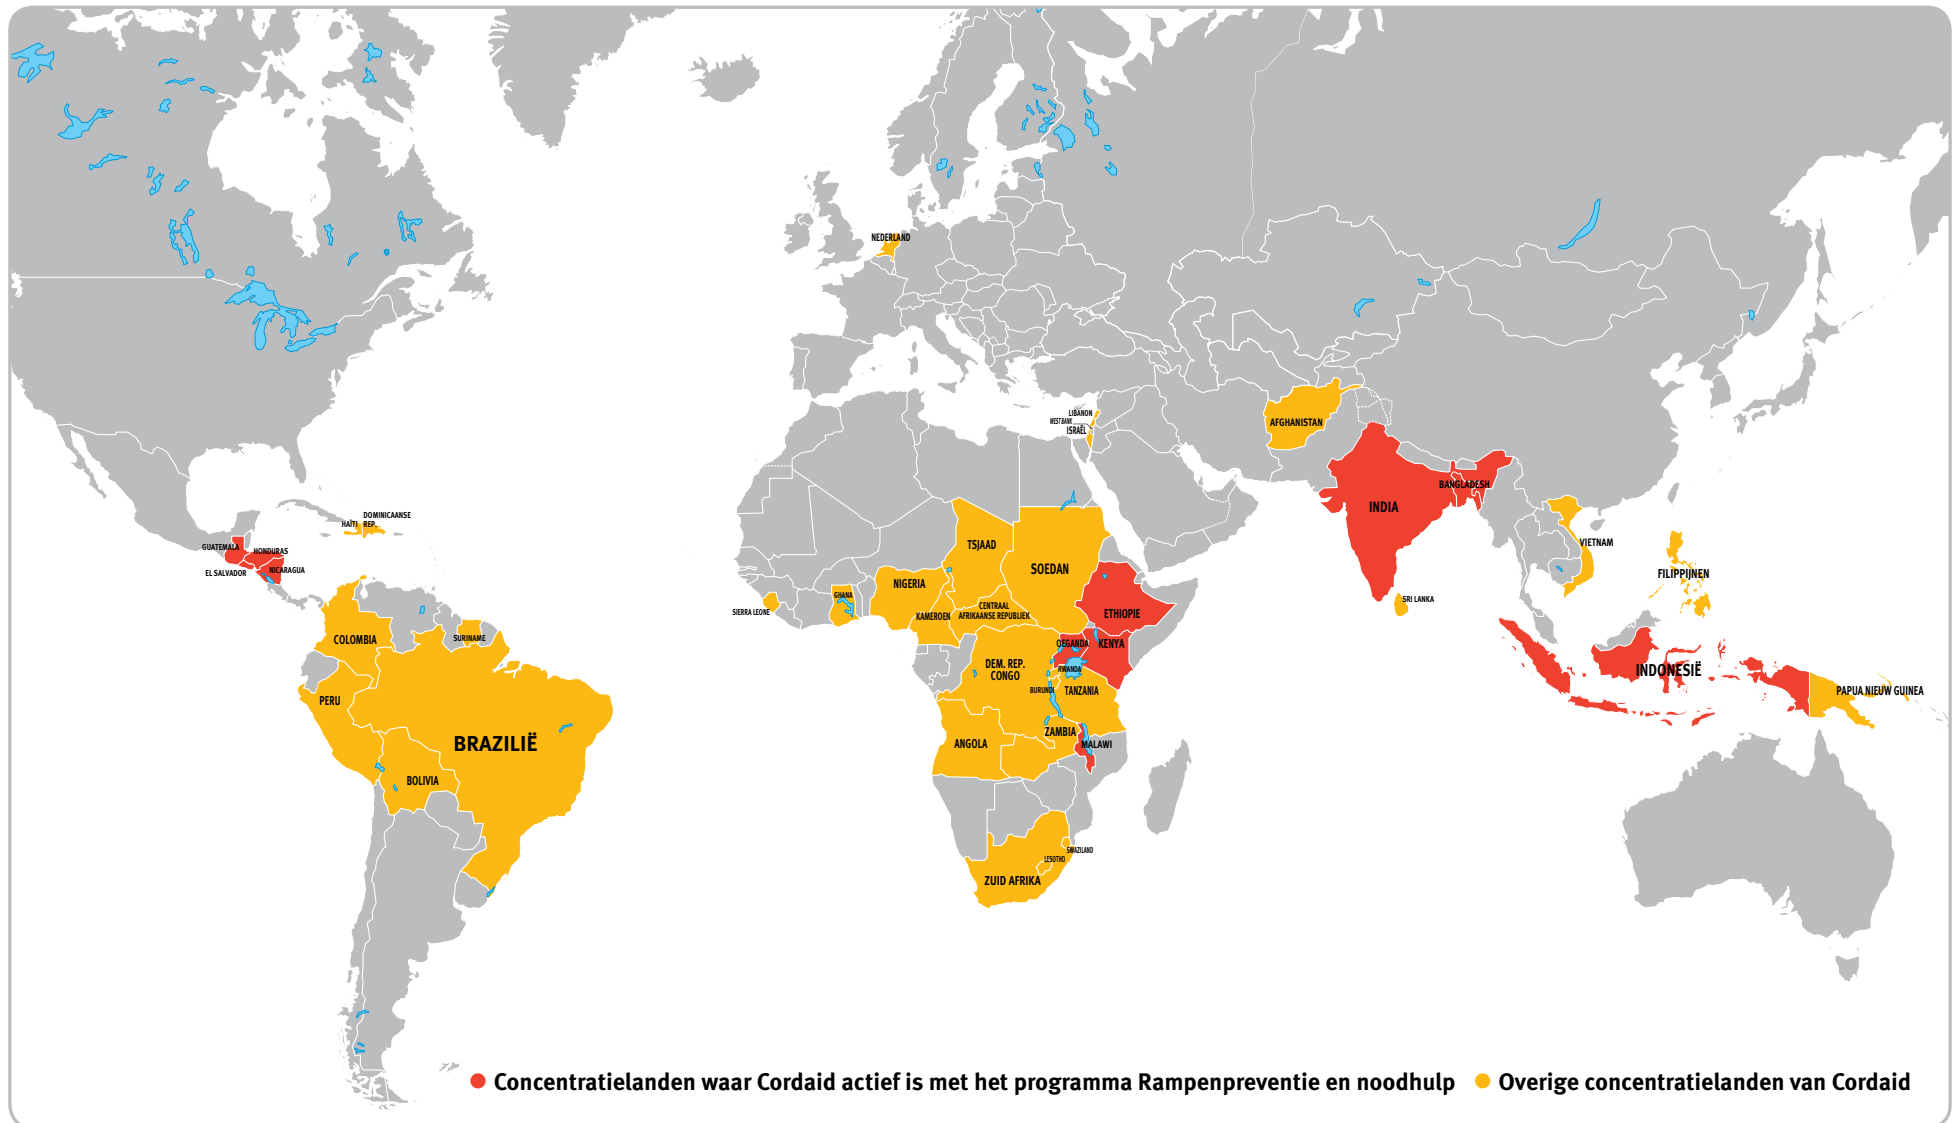 NEDERLAND
LIBANON
WESTBANK
ISRAËL
AFGHANISTAN
INDIA
BANGLADESH
DOMINICAANSE
HAÏTI REP.
GUATEMALA
HONDURAS
EL SALVADOR
NICARAGUA
TSJAAD
SOEDAN
NIGERIA
GHANA
SIERRA LEONE
KAMEROEN
CENTRAAL
AFRIKAANSE REPUBLIEK
ETHIOPIE
VIETNAM
FILIPPIJNEN
SRI LANKA
COLOMBIA
SURINAME
OEGANDA
KENYA
DEM. REP.
CONGO
RWANDA
BURUNDI
TANZANIA
INDONESIË
PAPUA NIEUW GUINEA
PERU
BRAZILIË
BOLIVIA
ANGOLA
ZAMBIA
MALAWI
SWAZILAND
LESOTHO
ZUID AFRIKA
Concentratielanden waar Cordaid actief is met het programma Rampenpreventie en noodhulp
Overige concentratielanden van Cordaid